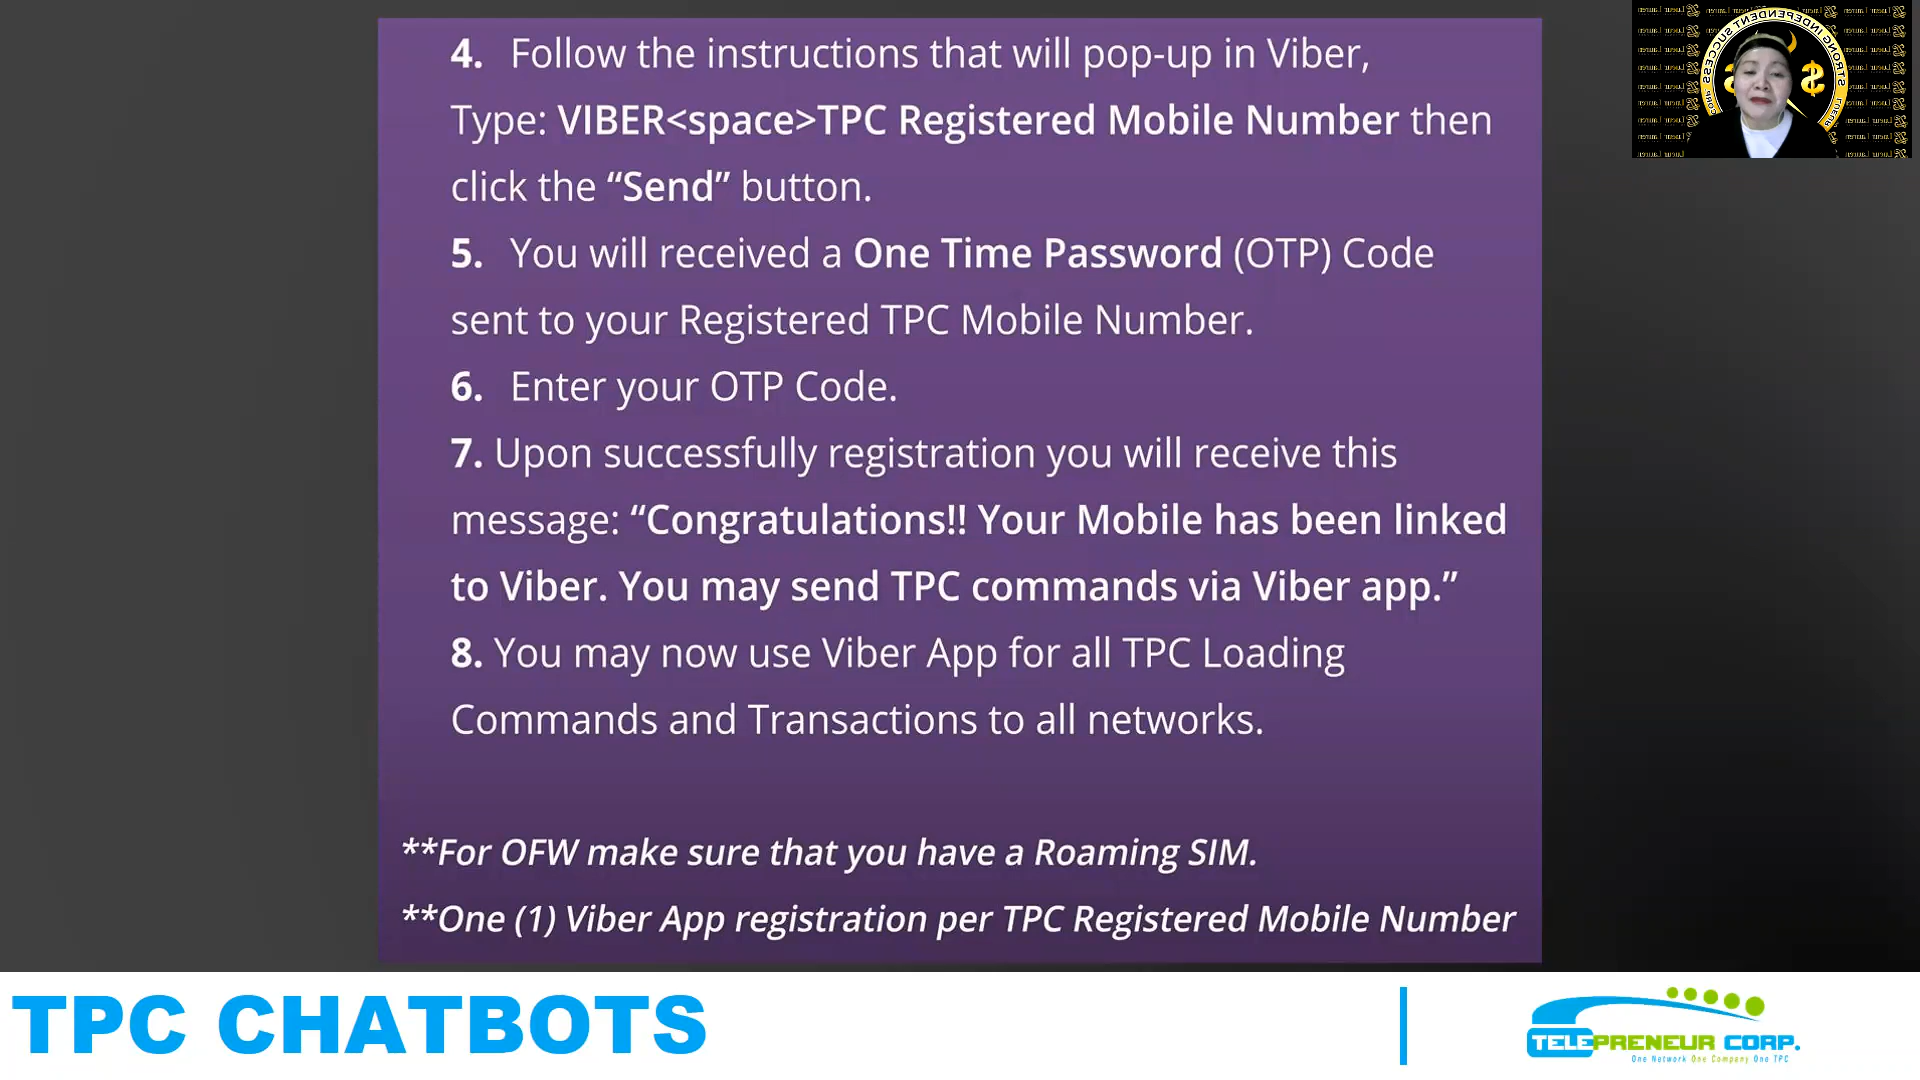 4. Follow the instructions that will pop-up in Viber,
Type: VIBER<space>TPC Registered Mobile Number then
click the “Send” button.
5. You will received a One Time Password (OTP) Code
sent to your Registered TPC Mobile Number.
6. Enter your OTP Code.
7. Upon successfully registration you will receive this
message: “Congratulations!! Your Mobile has been linked
to Viber. You may send TPC commands via Viber app.”
8. You may now use Viber App for all TPC Loading
Commands and Transactions to all networks.
**For OFW make sure that you have a Roaming SIM.
**One (1) Viber App registration per TPC Registered Mobile Number
TPC CHATBOTS
TELEPRENEUR CORP.
One Network One Company One TPC